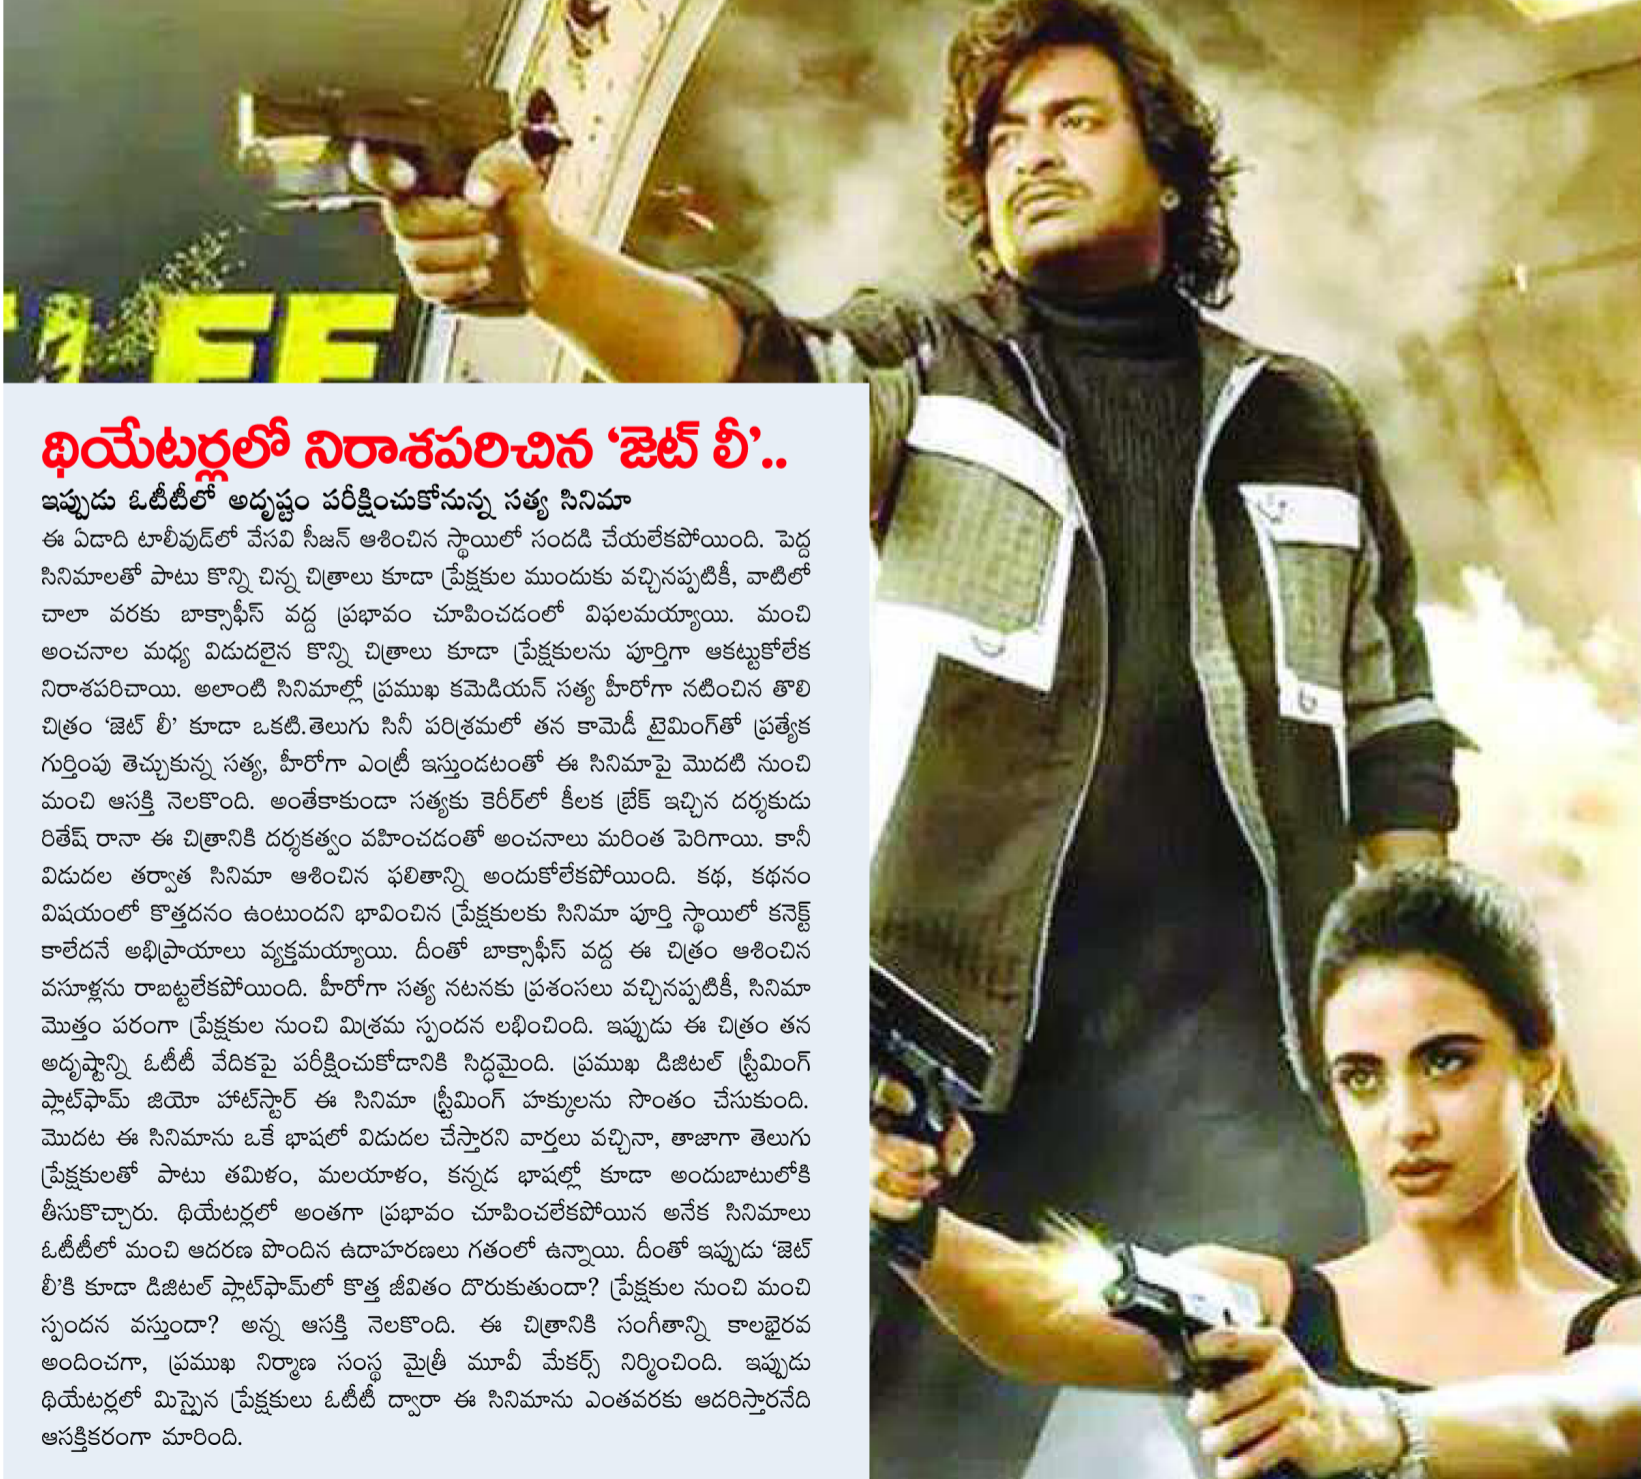 థియేటర్లలో నిరాశపరిచిన ‘జెట్ లీ’..
ఇప్పుడు ఓటీటీలో అదృష్టం పరీక్షించుకోనున్న సత్య సినిమా
ఈ ఏడాది టాలీవుడ్‌లో వేసవి సీజన్ ఆశించిన స్థాయిలో సందడి చేయలేకపోయింది. పెద్ద
సినిమాలతో పాటు కొన్ని చిన్న చిత్రాలు కూడా ప్రేక్షకుల ముందుకు వచ్చినప్పటికీ, వాటిలో
చాలా వరకు బాక్సాఫీస్ వద్ద ప్రభావం చూపించడంలో విఫలమయ్యాయి. మంచి
అంచనాల మధ్య విడుదలైన కొన్ని చిత్రాలు కూడా ప్రేక్షకులను పూర్తిగా ఆకట్టుకోలేక
నిరాశపరిచాయి. అలాంటి సినిమాల్లో ప్రముఖ కమెడియన్ సత్య హీరోగా నటించిన తొలి
చిత్రం ‘జెట్ లీ’ కూడా ఒకటి.తెలుగు సినీ పరిశ్రమలో తన కామెడీ టైమింగ్‌తో ప్రత్యేక
గుర్తింపు తెచ్చుకున్న సత్య, హీరోగా ఎంట్రీ ఇస్తుండటంతో ఈ సినిమాపై మొదటి నుంచి
మంచి ఆసక్తి నెలకొంది. అంతేకాకుండా సత్యకు కెరీర్‌లో కీలక బ్రేక్ ఇచ్చిన దర్శకుడు
రితేష్ రానా ఈ చిత్రానికి దర్శకత్వం వహించడంతో అంచనాలు మరింత పెరిగాయి. కానీ
విడుదల తర్వాత సినిమా ఆశించిన ఫలితాన్ని అందుకోలేకపోయింది. కథ, కథనం
విషయంలో కొత్తదనం ఉంటుందని భావించిన ప్రేక్షకులకు సినిమా పూర్తి స్థాయిలో కనెక్ట్
కాలేదనే అభిప్రాయాలు వ్యక్తమయ్యాయి. దీంతో బాక్సాఫీస్ వద్ద ఈ చిత్రం ఆశించిన
వసూళ్లను రాబట్టలేకపోయింది. హీరోగా సత్య నటనకు ప్రశంసలు వచ్చినప్పటికీ, సినిమా
మొత్తం పరంగా ప్రేక్షకుల నుంచి మిశ్రమ స్పందన లభించింది. ఇప్పుడు ఈ చిత్రం తన
అదృష్టాన్ని ఓటీటీ వేదికపై పరీక్షించుకోడానికి సిద్ధమైంది. ప్రముఖ డిజిటల్ స్ట్రీమింగ్
ప్లాట్‌ఫామ్ జియో హాట్‌స్టార్ ఈ సినిమా స్ట్రీమింగ్ హక్కులను సొంతం చేసుకుంది.
మొదట ఈ సినిమాను ఒకే భాషలో విడుదల చేస్తారని వార్తలు వచ్చినా, తాజాగా తెలుగు
ప్రేక్షకులతో పాటు తమిళం, మలయాళం, కన్నడ భాషల్లో కూడా అందుబాటులోకి
తీసుకొచ్చారు. థియేటర్లలో అంతగా ప్రభావం చూపించలేకపోయిన అనేక సినిమాలు
ఓటీటీలో మంచి ఆదరణ పొందిన ఉదాహరణలు గతంలో ఉన్నాయి. దీంతో ఇప్పుడు ‘జెట్
లీ’కి కూడా డిజిటల్ ప్లాట్‌ఫామ్‌లో కొత్త జీవితం దొరుకుతుందా? ప్రేక్షకుల నుంచి మంచి
స్పందన వస్తుందా? అన్న ఆసక్తి నెలకొంది. ఈ చిత్రానికి సంగీతాన్ని కాలభైరవ
అందించగా, ప్రముఖ నిర్మాణ సంస్థ మైత్రీ మూవీ మేకర్స్ నిర్మించింది. ఇప్పుడు
థియేటర్లలో మిస్సైన ప్రేక్షకులు ఓటీటీ ద్వారా ఈ సినిమాను ఎంతవరకు ఆదరిస్తారనేది
ఆసక్తికరంగా మారింది.